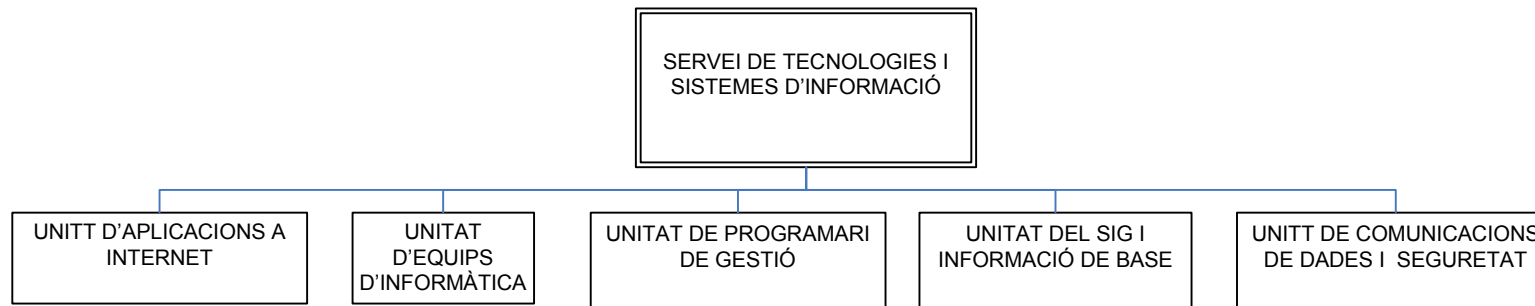 SERVEI DE TECNOLOGIES I
SISTEMES D'INFORMACIÓ
UNITT D'APLICACIONS A
INTERNET
UNITAT
D'EQUIPS
D'INFORMÀTICA
UNITAT DE PROGRAMARI
DE GESTIÓ
UNITAT DEL SIG I
INFORMACIÓ DE BASE
UNITT DE COMUNICACIONS
DE DADES I SEGURETAT